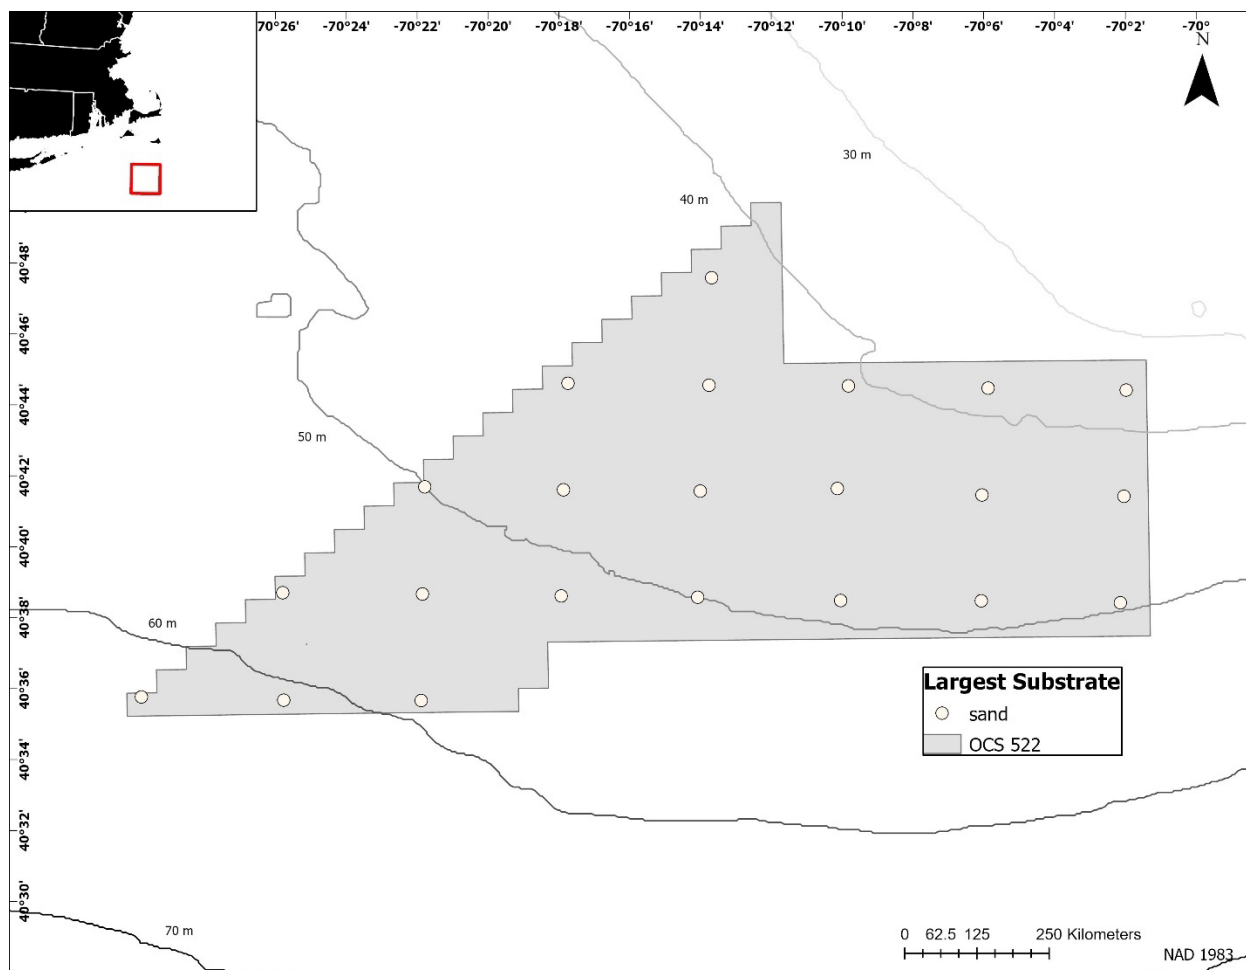 -70°26' -70°24' -70°22' -70°20' -70°18' -70°16' -70°14' -70°12' -70°10' -70°8' -70°6' -70°4' -70°2' -70°
N
30 m
40 m
40°48'
40°46'
40°44'
50 m
40°42'
40°40'
40°38'
60 m
40°36'
Largest Substrate
sand
OCS 522
40°34'
40°32'
40°30'
70 m
0 62.5 125 250 Kilometers
NAD 1983